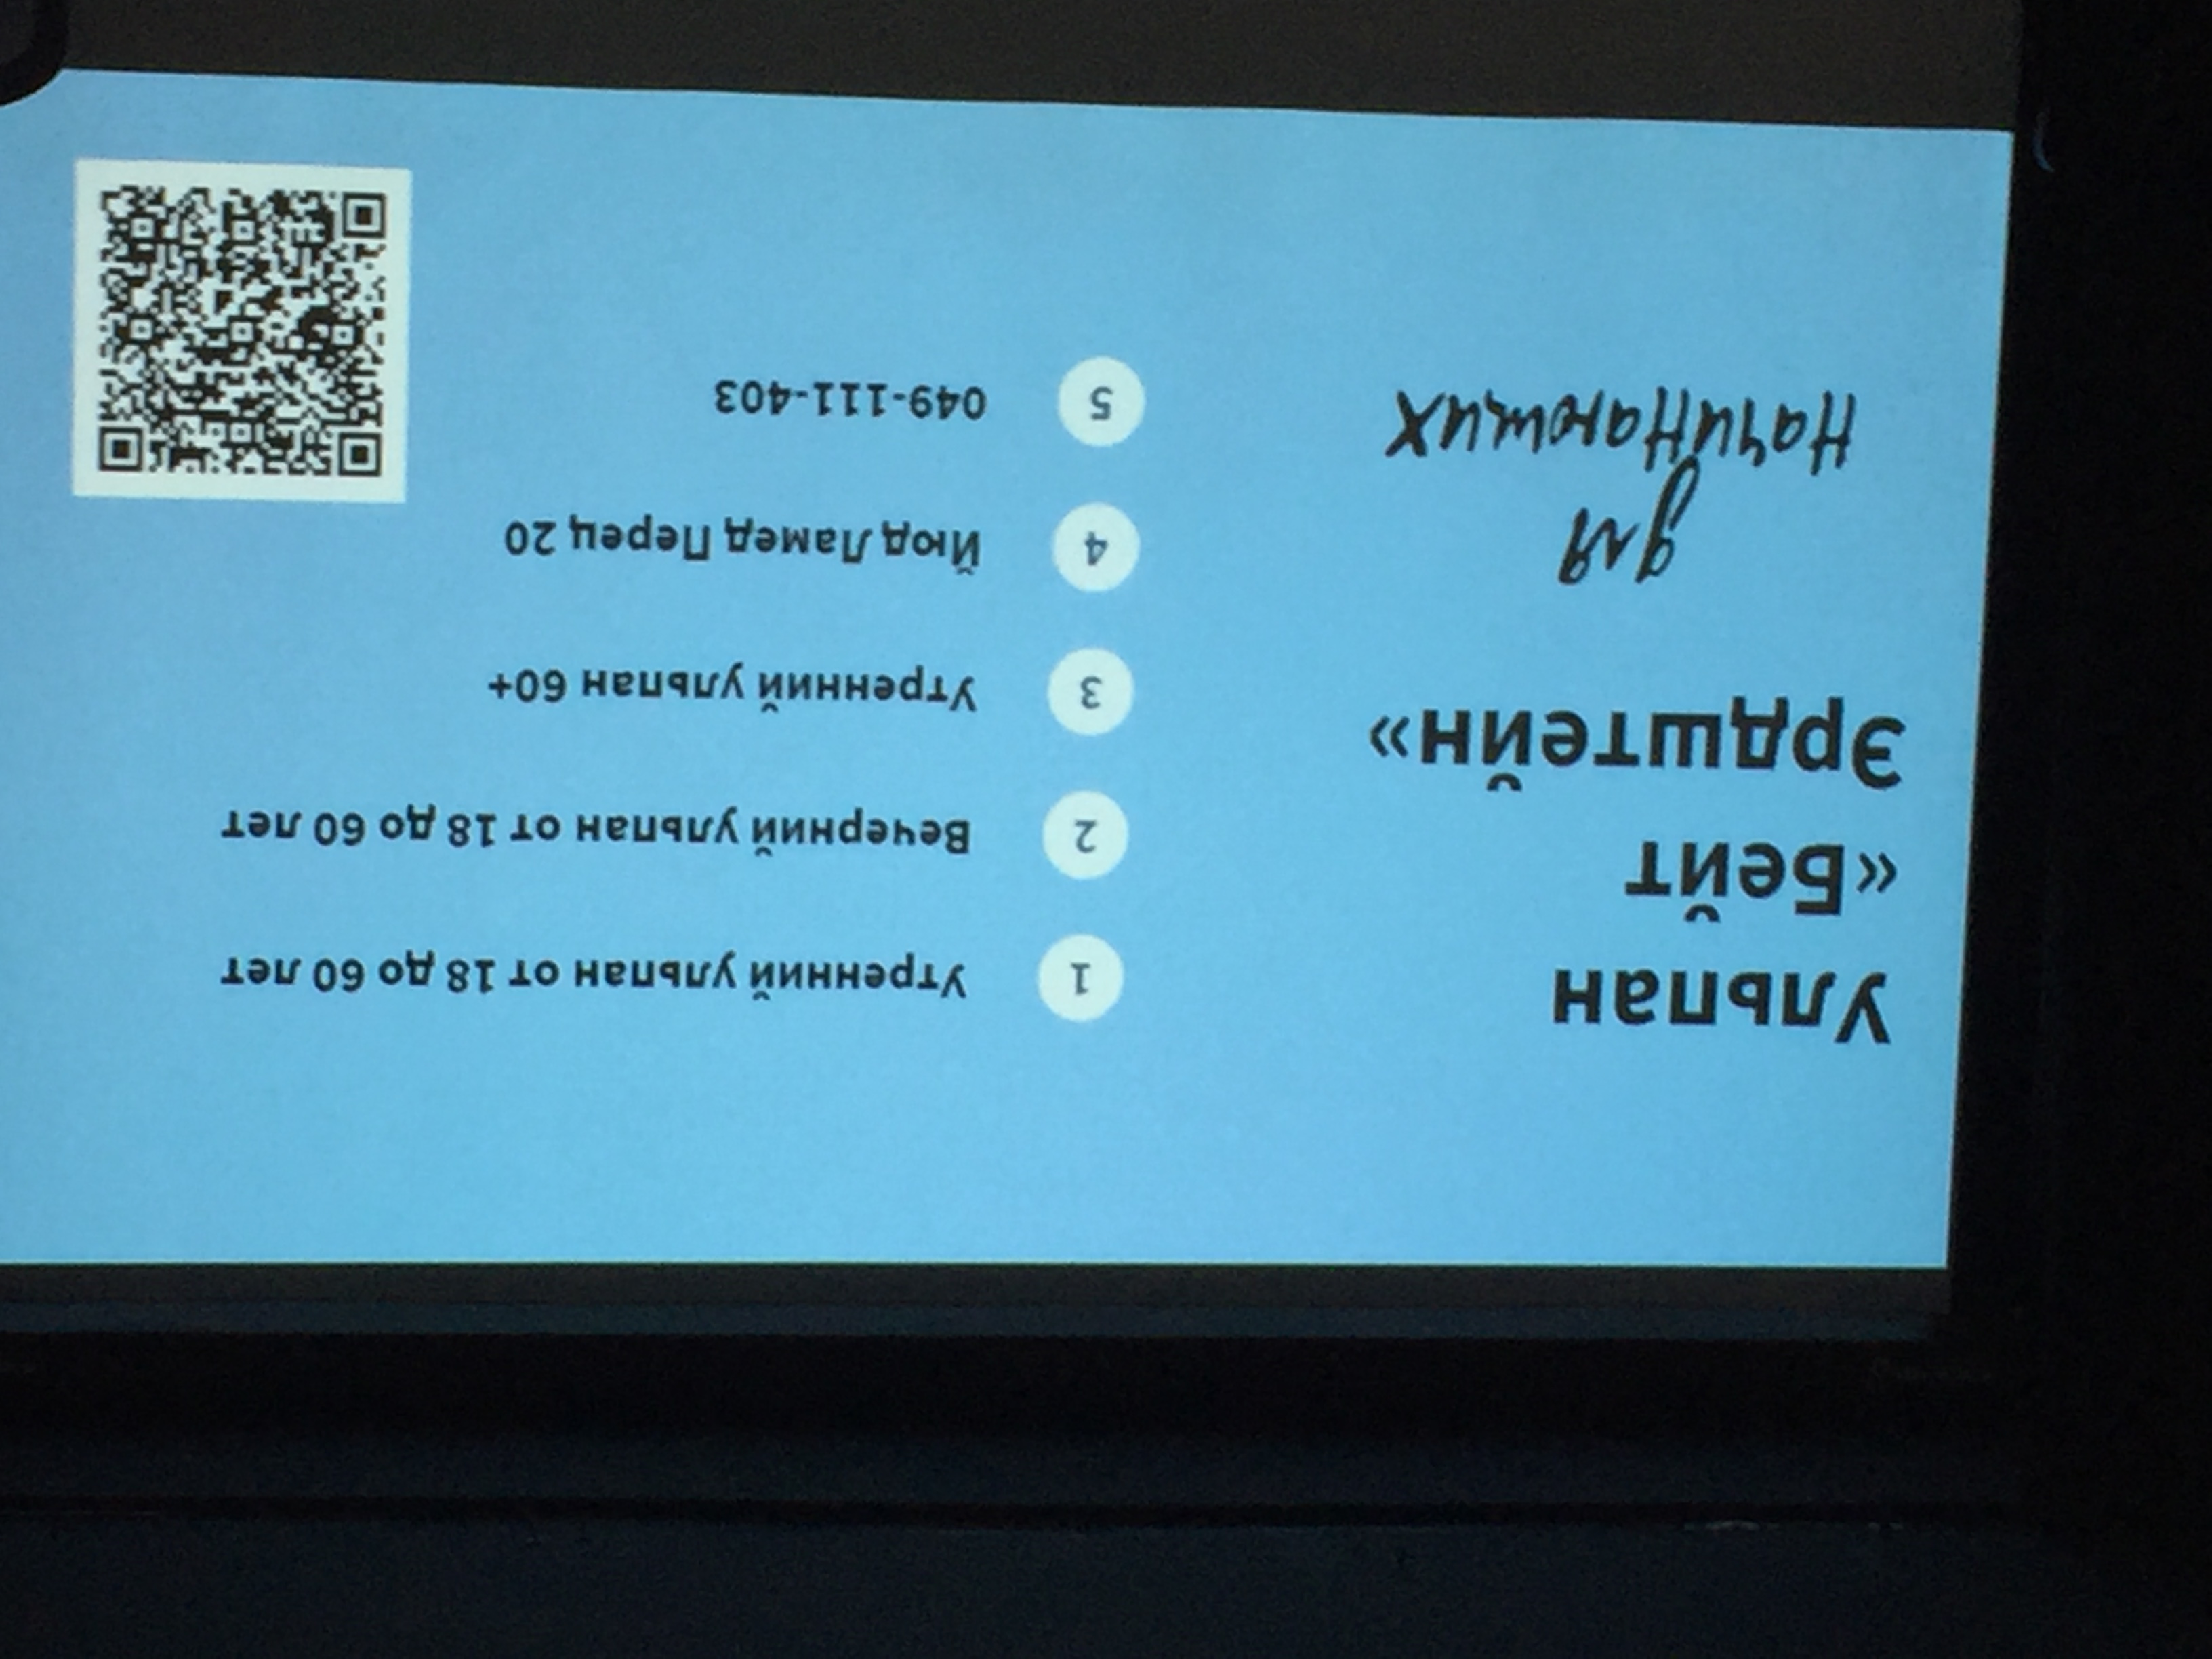 Ульпан
«Бейт
Эрдштейн»
для
начинающих
1 Утренний ульпан от 18 до 60 лет
2 Вечерний ульпан от 18 до 60 лет
3 Утренний ульпан 60+
4 Йюд Ламед Перец 20
5 049-111-403